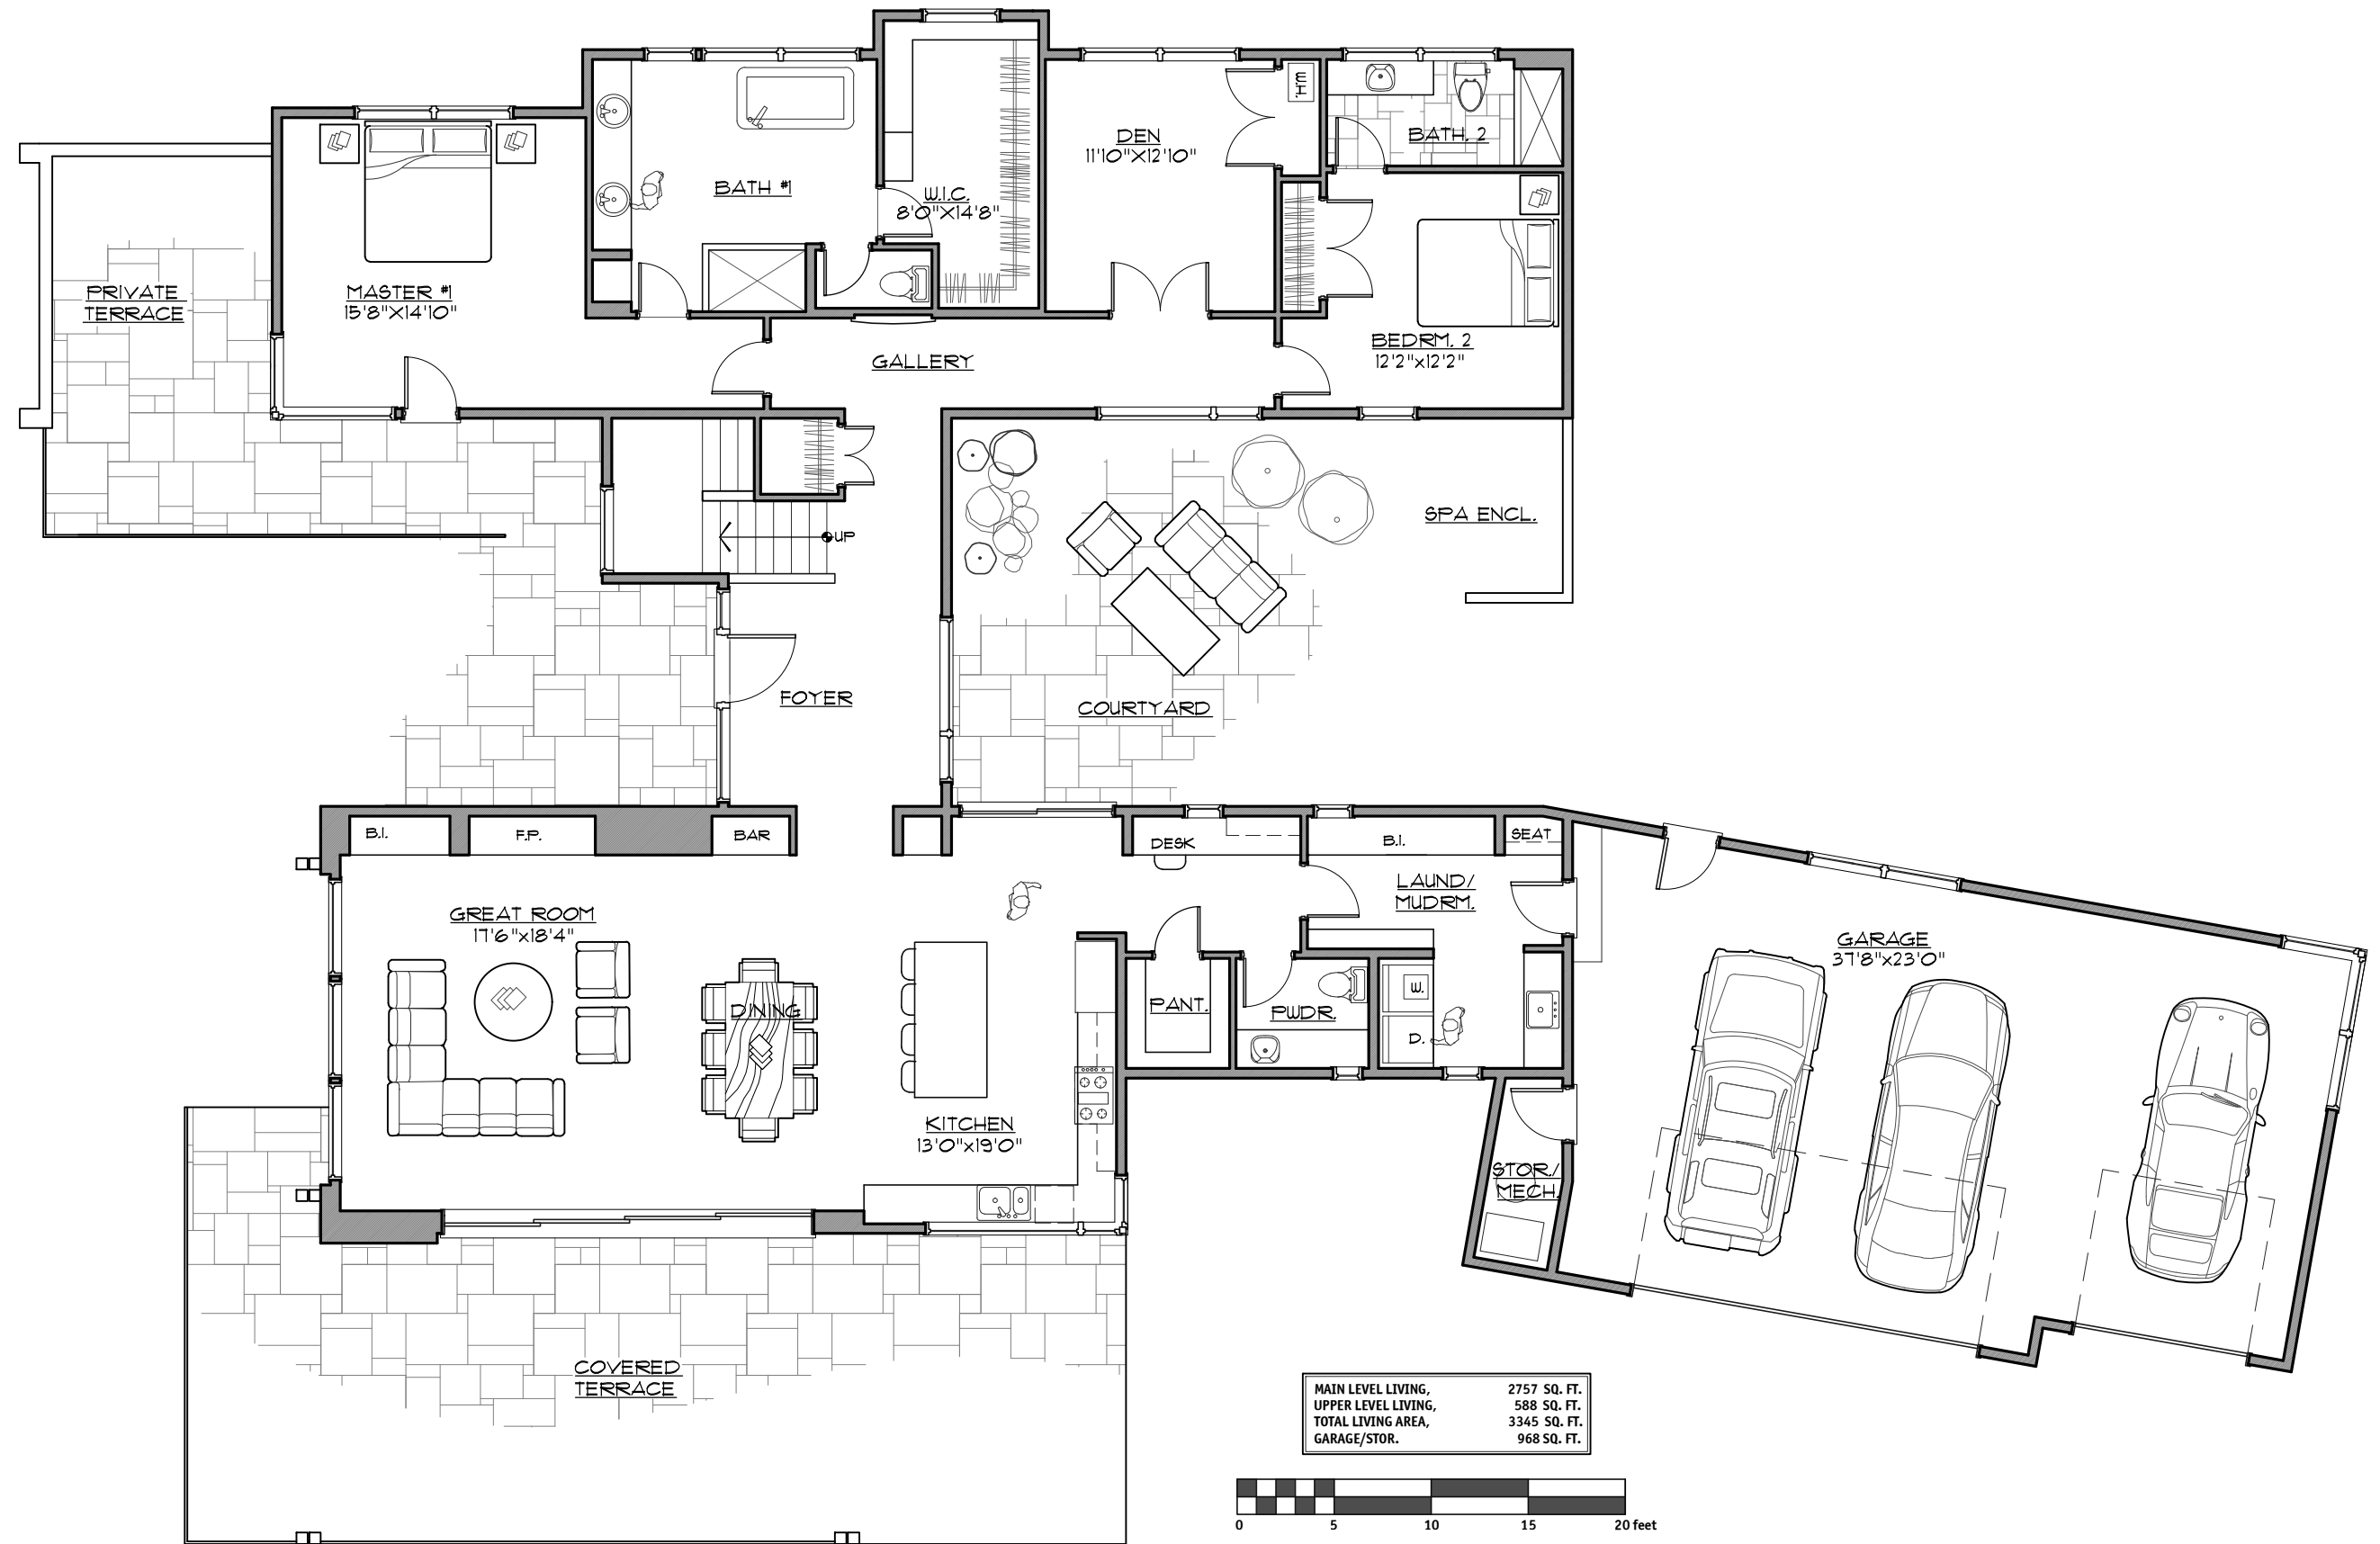 W.H.
DEN
11'10"X12'10"
BATH. 2
BATH #1
W.I.C.
8'0"X14'8"
PRIVATE
TERRACE
MASTER #1
15'8"X14'10"
GALLERY
BEDRM. 2
12'2"x12'2"
UP
SPA ENCL.
FOYER
COURTYARD
B.I.
F.P.
BAR
DESK
B.I.
SEAT
LAUND/
MUDRM.
GREAT ROOM
17'6"x18'4"
GARAGE
37'8"x23'0"
DINING
PANT.
PWDR.
W.
D.
KITCHEN
13'0"x19'0"
STOR./
MECH.
COVERED
TERRACE
MAIN LEVEL LIVING, 2757 SQ. FT.
UPPER LEVEL LIVING, 588 SQ. FT.
TOTAL LIVING AREA, 3345 SQ. FT.
GARAGE/STOR. 968 SQ. FT.
0 5 10 15 20 feet